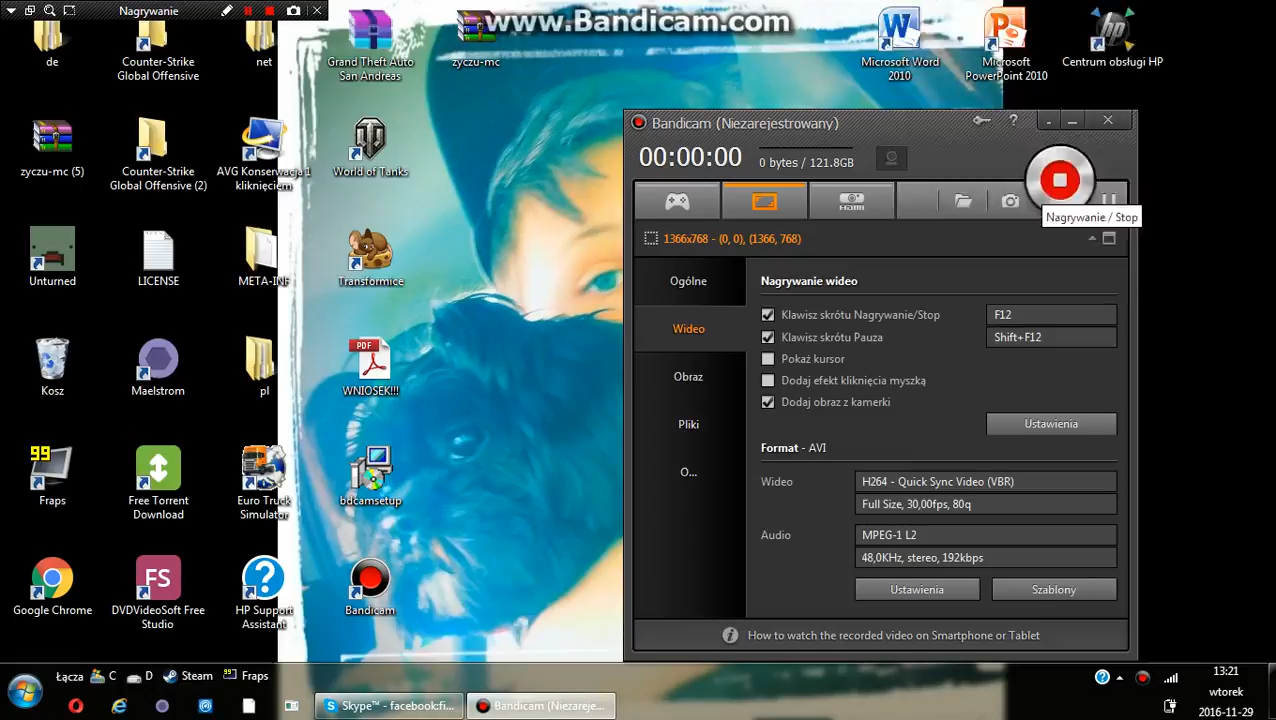 Nagrywanie
www.Bandicam.com
de
Counter-Strike
Global Offensive
net
Grand Theft Auto
San Andreas
zyczu-mc
Microsoft Word
2010
Microsoft
PowerPoint 2010
Centrum obsługi HP
zyczu-mc (5)
Counter-Strike
Global Offensive (2)
AVG Konserwacja 1
kliknięciem
World of Tanks
Unturned
LICENSE
META-INF
Transformice
Kosz
Maelstrom
pl
PDF
WNIOSEK!!!
99
Fraps
Free Torrent
Download
Euro Truck
Simulator
bdcamsetup
Google Chrome
FS
DVDVideoSoft Free
Studio
HP Support
Assistant
Bandicam
Bandicam (Niezarejestrowany)
00:00:00
0 bytes / 121.8GB
Hdmi
Nagrywanie / Stop
1366x768 - (0, 0), (1366, 768)
Ogólne
Wideo
Obraz
Pliki
O...
Nagrywanie wideo
Klawisz skrótu Nagrywanie/Stop
F12
Klawisz skrótu Pauza
Shift+F12
Pokaż kursor
Dodaj efekt kliknięcia myszką
Dodaj obraz z kamerki
Ustawienia
Format - AVI
Wideo
H264 - Quick Sync Video (VBR)
Full Size, 30,00fps, 80q
Audio
MPEG-1 L2
48,0KHz, stereo, 192kbps
Ustawienia
Szablony
How to watch the recorded video on Smartphone or Tablet
Łącza
C
D
Steam
99
Fraps
Skype™ - facebook:fi...
Bandicam (Niezareje...
13:21
wtorek
2016-11-29